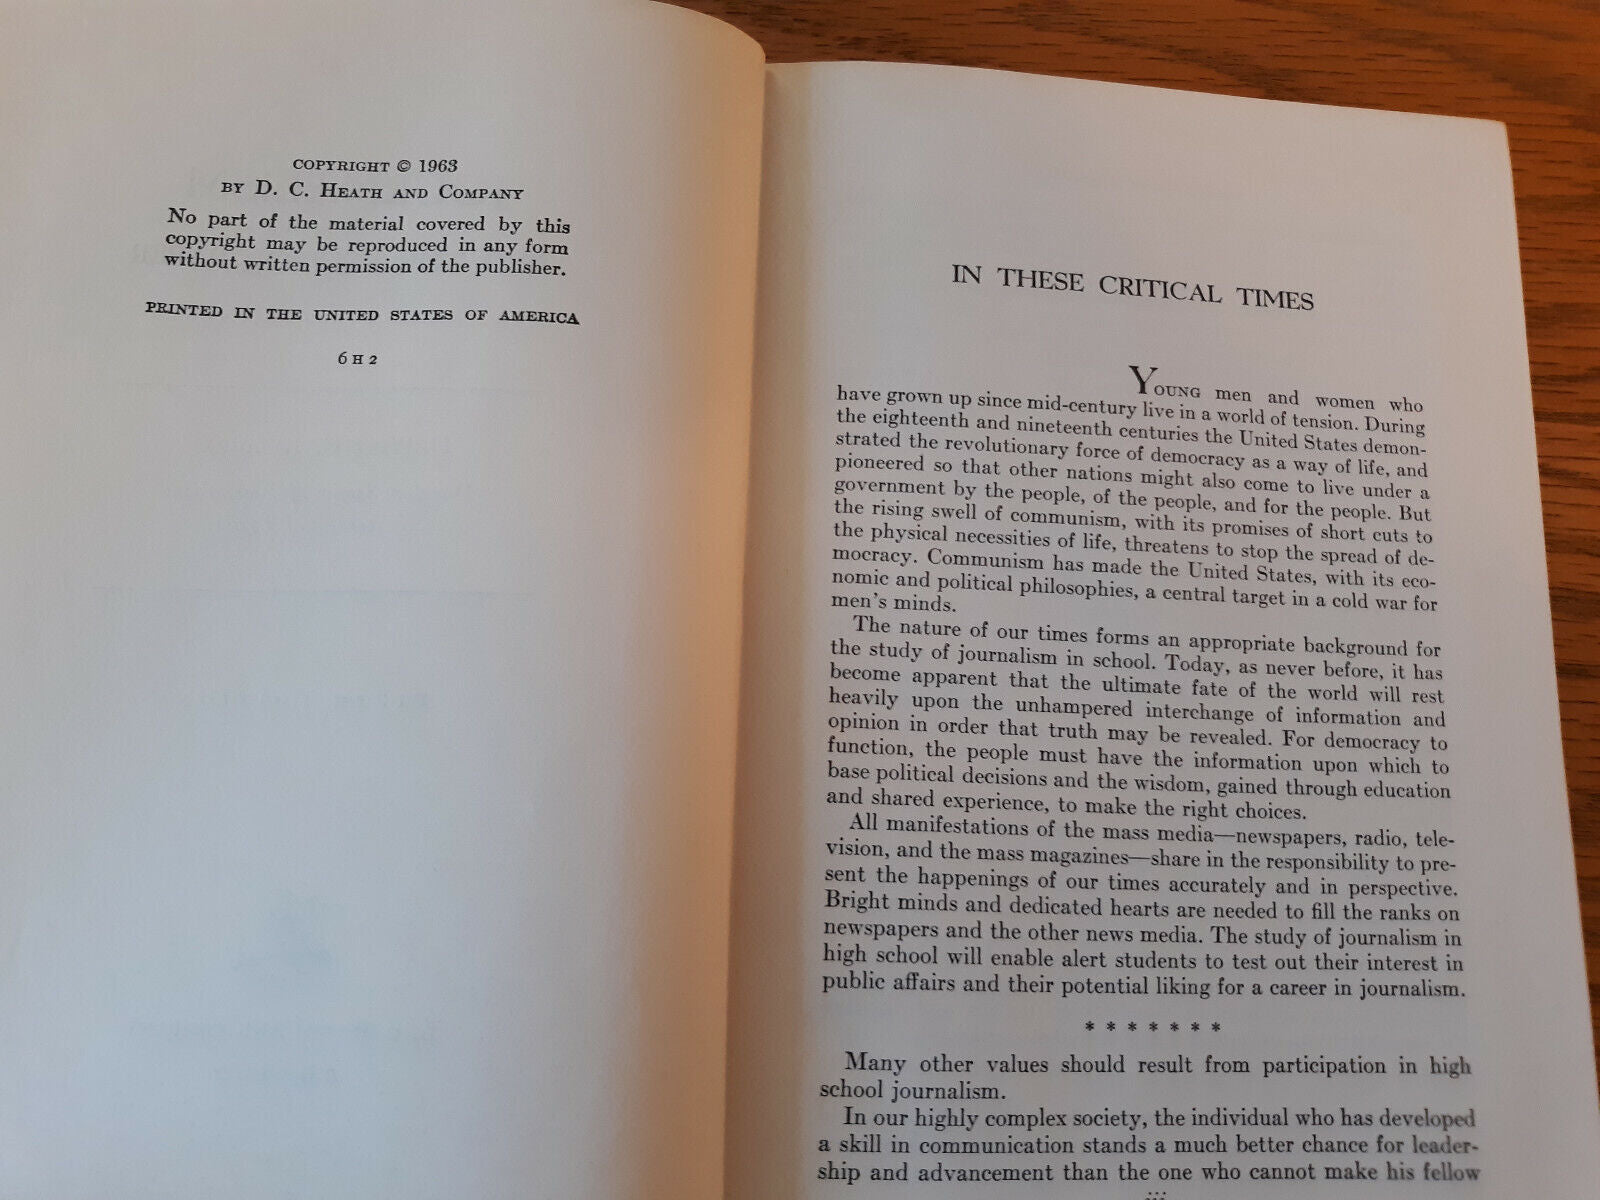 COPYRIGHT © 1963
BY D. C. HEATH AND COMPANY
No part of the material covered by this
copyright may be reproduced in any form
without written permission of the publisher.
PRINTED IN THE UNITED STATES OF AMERICA
6 H 2
IN THESE CRITICAL TIMES
YOUNG men and women who
have grown up since mid-century live in a world of tension. During
the eighteenth and nineteenth centuries the United States demon-
strated the revolutionary force of democracy as a way of life, and
pioneered so that other nations might also come to live under a
government by the people, of the people, and for the people. But
the rising swell of communism, with its promises of short cuts to
the physical necessities of life, threatens to stop the spread of de-
mocracy. Communism has made the United States, with its eco-
nomic and political philosophies, a central target in a cold war for
men's minds.
The nature of our times forms an appropriate background for
the study of journalism in school. Today, as never before, it has
become apparent that the ultimate fate of the world will rest
heavily upon the unhampered interchange of information and
opinion in order that truth may be revealed. For democracy to
function, the people must have the information upon which to
base political decisions and the wisdom, gained through education
and shared experience, to make the right choices.
All manifestations of the mass media—newspapers, radio, tele-
vision, and the mass magazines—share in the responsibility to pre-
sent the happenings of our times accurately and in perspective.
Bright minds and dedicated hearts are needed to fill the ranks on
newspapers and the other news media. The study of journalism in
high school will enable alert students to test out their interest in
public affairs and their potential liking for a career in journalism.
* * * * * * *
Many other values should result from participation in high
school journalism.
In our highly complex society, the individual who has developed
a skill in communication stands a much better chance for leader-
ship and advancement than the one who cannot make his fellow